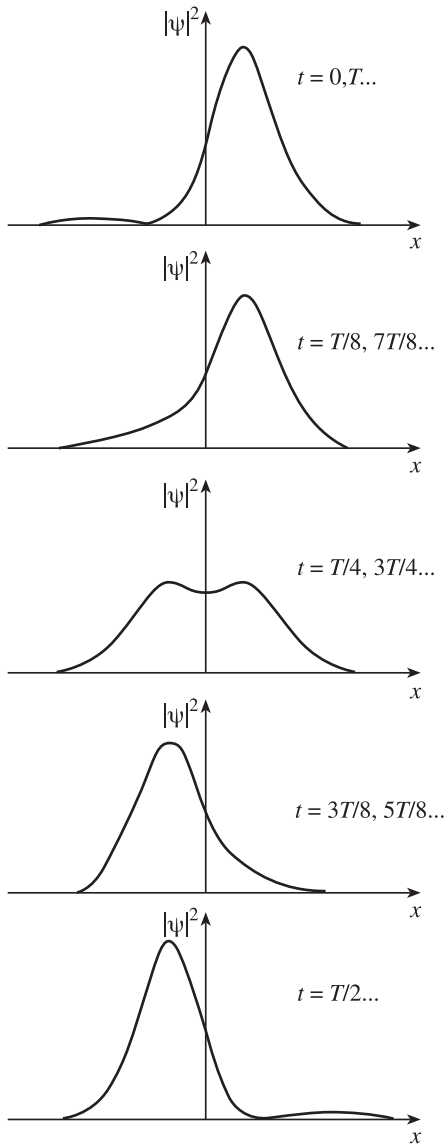 |ψ|²
t = 0,T...
x
|ψ|²
t = T/8, 7T/8...
x
|ψ|²
t = T/4, 3T/4...
x
|ψ|²
t = 3T/8, 5T/8...
x
|ψ|²
t = T/2...
x